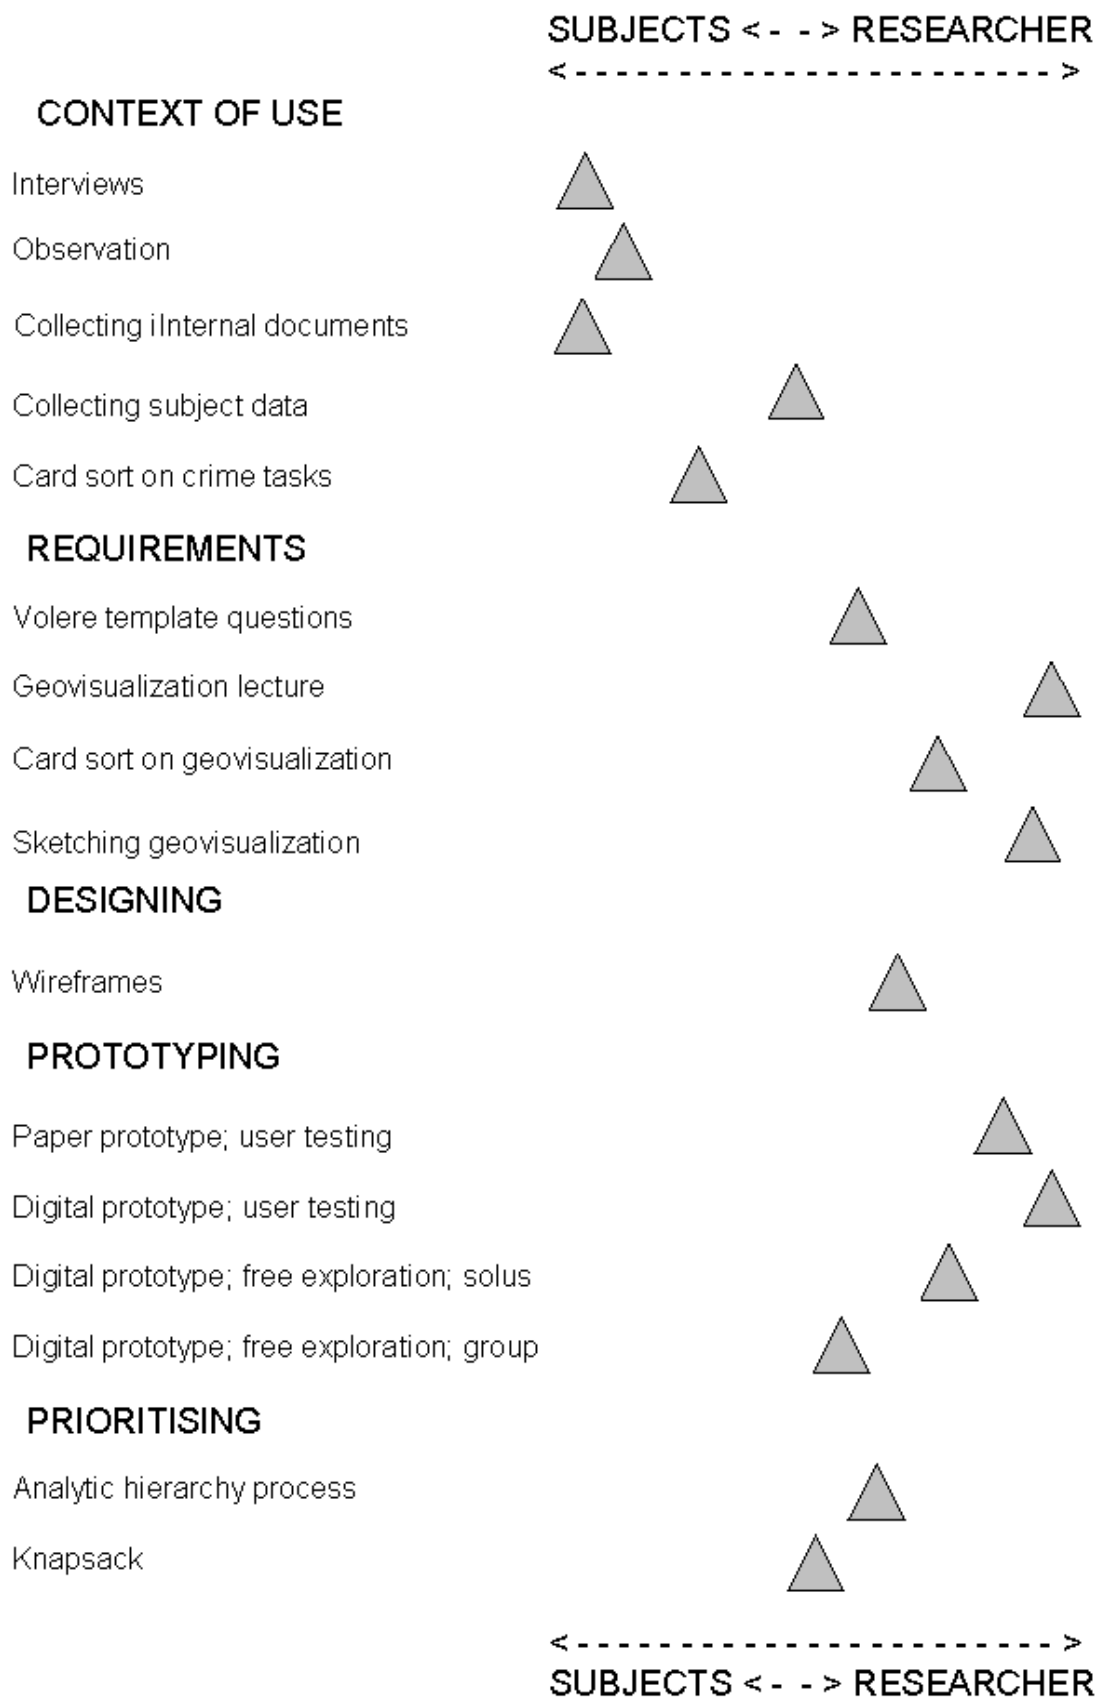 SUBJECTS < - - > RESEARCHER
< - - - - - - - - - - - - - - - - - - - - - - - >
CONTEXT OF USE
Interviews
Observation
Collecting iInternal documents
Collecting subject data
Card sort on crime tasks
REQUIREMENTS
Volere template questions
Geovisualization lecture
Card sort on geovisualization
Sketching geovisualization
DESIGNING
Wireframes
PROTOTYPING
Paper prototype; user testing
Digital prototype; user testing
Digital prototype; free exploration; solus
Digital prototype; free exploration; group
PRIORITISING
Analytic hierarchy process
Knapsack
< - - - - - - - - - - - - - - - - - - - - - - - >
SUBJECTS < - - > RESEARCHER